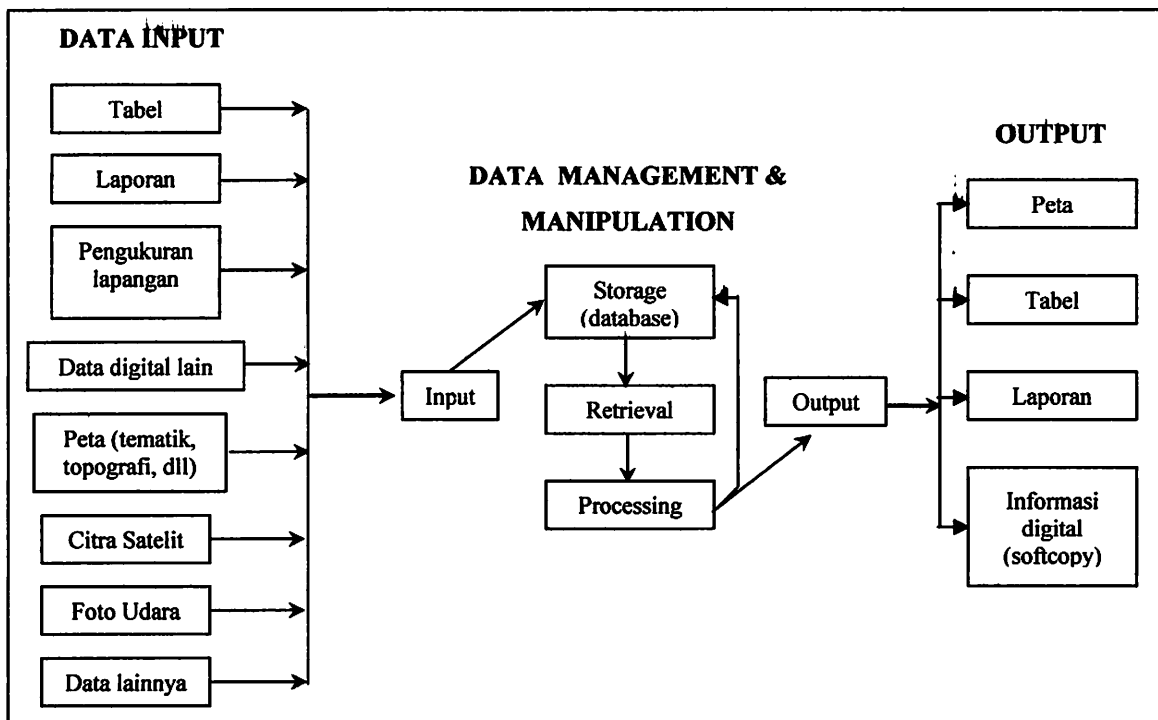 DATA INPUT
Tabel
Laporan
Pengukuran
lapangan
Data digital lain
Peta (tematik,
topografi, dll)
Citra Satelit
Foto Udara
Data lainnya
Input
DATA MANAGEMENT &
MANIPULATION
Storage
(database)
Retrieval
Processing
Output
OUTPUT
Peta
Tabel
Laporan
Informasi
digital
(softcopy)